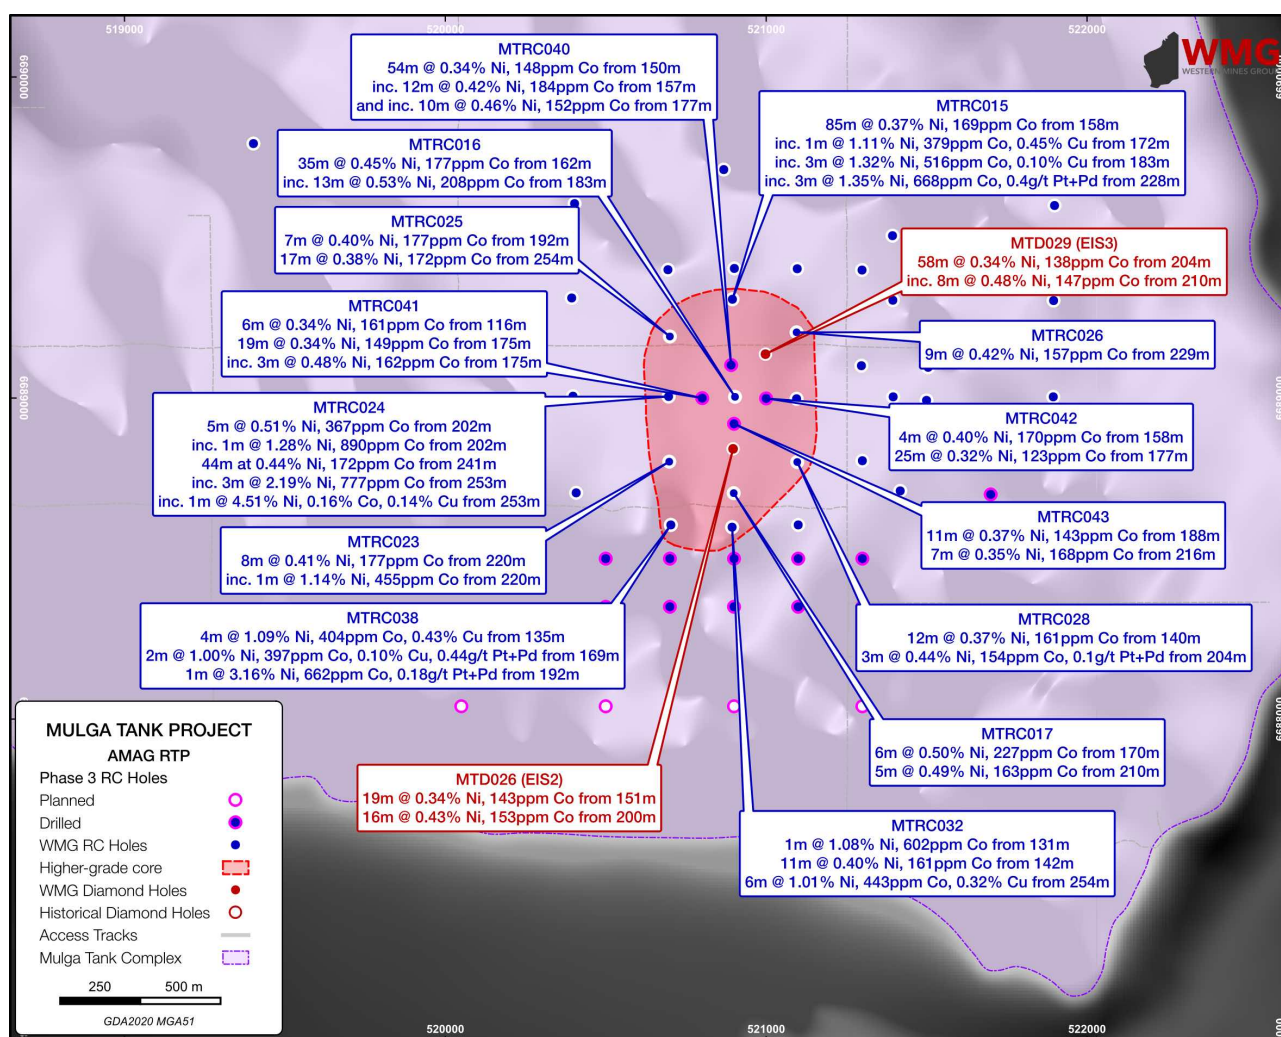 519000
520000
521000
522000
WMG
WESTERN MINES GROUP
MTRC040
54m @ 0.34% Ni, 148ppm Co from 150m
inc. 12m @ 0.42% Ni, 184ppm Co from 157m
and inc. 10m @ 0.46% Ni, 152ppm Co from 177m
MTRC015
85m @ 0.37% Ni, 169ppm Co from 158m
inc. 1m @ 1.11% Ni, 379ppm Co, 0.45% Cu from 172m
inc. 3m @ 1.32% Ni, 516ppm Co, 0.10% Cu from 183m
inc. 3m @ 1.35% Ni, 668ppm Co, 0.4g/t Pt+Pd from 228m
MTRC016
35m @ 0.45% Ni, 177ppm Co from 162m
inc. 13m @ 0.53% Ni, 208ppm Co from 183m
MTRC025
7m @ 0.40% Ni, 177ppm Co from 192m
17m @ 0.38% Ni, 172ppm Co from 254m
MTD029 (EIS3)
58m @ 0.34% Ni, 138ppm Co from 204m
inc. 8m @ 0.48% Ni, 147ppm Co from 210m
MTRC041
6m @ 0.34% Ni, 161ppm Co from 116m
19m @ 0.34% Ni, 149ppm Co from 175m
inc. 3m @ 0.48% Ni, 162ppm Co from 175m
MTRC026
9m @ 0.42% Ni, 157ppm Co from 229m
MTRC024
5m @ 0.51% Ni, 367ppm Co from 202m
inc. 1m @ 1.28% Ni, 890ppm Co from 202m
44m at 0.44% Ni, 172ppm Co from 241m
inc. 3m @ 2.19% Ni, 777ppm Co from 253m
inc. 1m @ 4.51% Ni, 0.16% Co, 0.14% Cu from 253m
MTRC042
4m @ 0.40% Ni, 170ppm Co from 158m
25m @ 0.32% Ni, 123ppm Co from 177m
MTRC043
11m @ 0.37% Ni, 143ppm Co from 188m
7m @ 0.35% Ni, 168ppm Co from 216m
MTRC023
8m @ 0.41% Ni, 177ppm Co from 220m
inc. 1m @ 1.14% Ni, 455ppm Co from 220m
MTRC038
4m @ 1.09% Ni, 404ppm Co, 0.43% Cu from 135m
2m @ 1.00% Ni, 397ppm Co, 0.10% Cu, 0.44g/t Pt+Pd from 169m
1m @ 3.16% Ni, 662ppm Co, 0.18g/t Pt+Pd from 192m
MTRC028
12m @ 0.37% Ni, 161ppm Co from 140m
3m @ 0.44% Ni, 154ppm Co, 0.1g/t Pt+Pd from 204m
MTRC017
6m @ 0.50% Ni, 227ppm Co from 170m
5m @ 0.49% Ni, 163ppm Co from 210m
MTD026 (EIS2)
19m @ 0.34% Ni, 143ppm Co from 151m
16m @ 0.43% Ni, 153ppm Co from 200m
MTRC032
1m @ 1.08% Ni, 602ppm Co from 131m
11m @ 0.40% Ni, 161ppm Co from 142m
6m @ 1.01% Ni, 443ppm Co, 0.32% Cu from 254m
MULGA TANK PROJECT
AMAG RTP
Phase 3 RC Holes
Planned
Drilled
WMG RC Holes
Higher-grade core
WMG Diamond Holes
Historical Diamond Holes
Access Tracks
Mulga Tank Complex
250
500 m
GDA2020 MGA51
520000
521000
522000